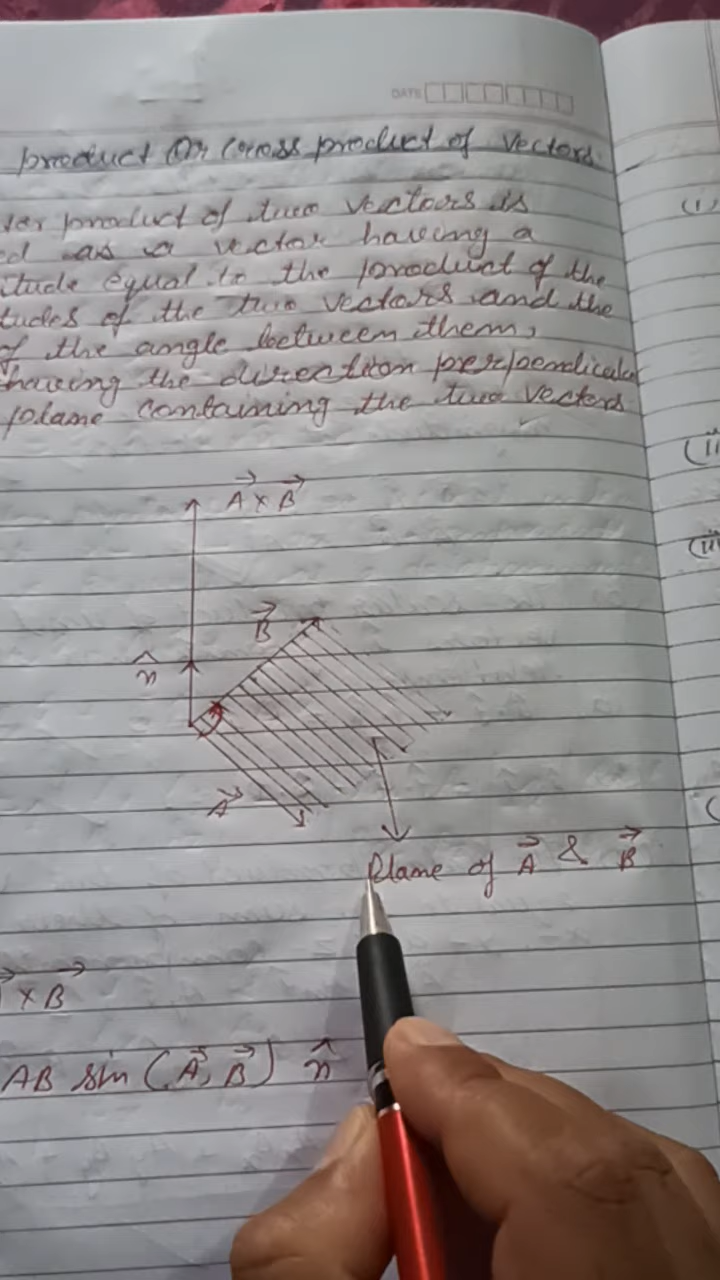 DATE
product Or Cross product of vectors
tor product of two vectors is
ed as a vector having a
itude equal to the product of the
tudes of the two vectors and the
of the angle between them,
having the direction perpendicular
plane containing the two vectors
(i)
(ii
(iii
A⃗ × B⃗
B⃗
n̂
A⃗
Plane of A⃗ & B⃗
× B⃗
AB sin (A⃗, B⃗) n̂